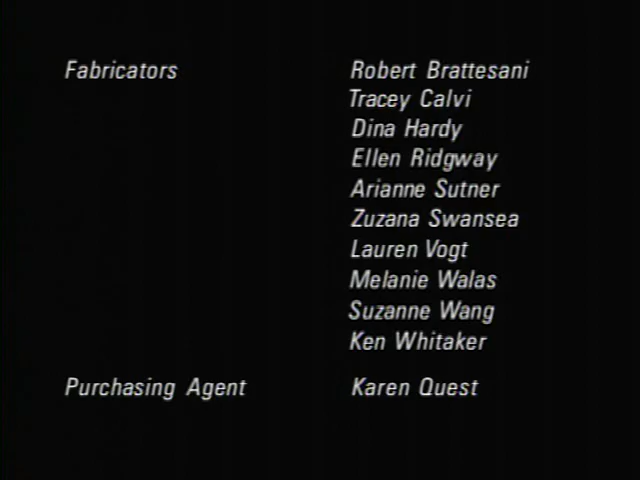 Fabricators Robert Brattesani
Tracey Calvi
Dina Hardy
Ellen Ridgway
Arianne Sutner
Zuzana Swansea
Lauren Vogt
Melanie Walas
Suzanne Wang
Ken Whitaker
Purchasing Agent Karen Quest